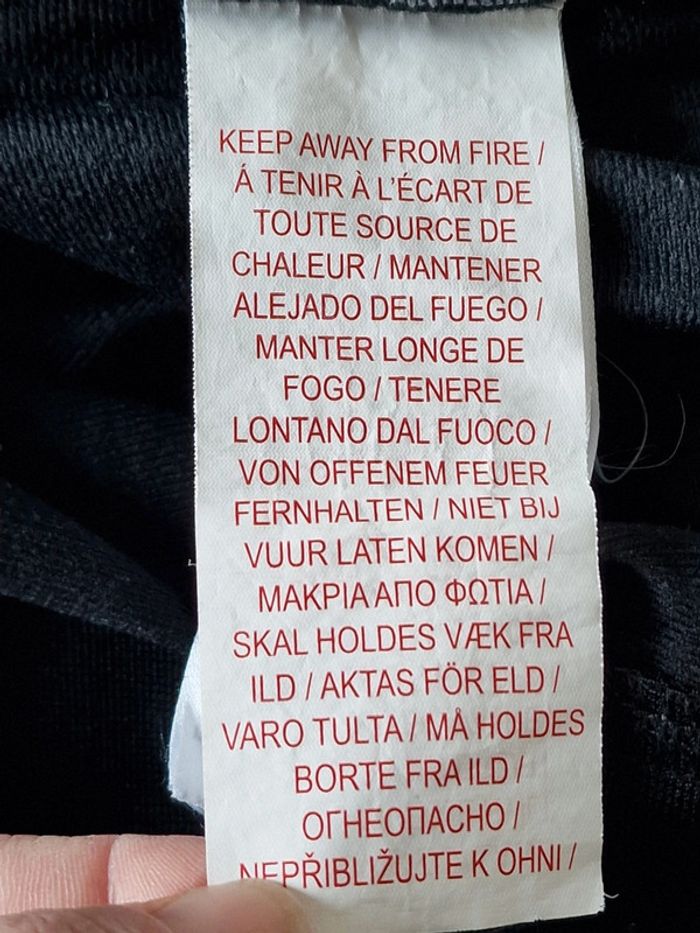 KEEP AWAY FROM FIRE /
Á TENIR À L'ÉCART DE
TOUTE SOURCE DE
CHALEUR / MANTENER
ALEJADO DEL FUEGO /
MANTER LONGE DE
FOGO / TENERE
LONTANO DAL FUOCO /
VON OFFENEM FEUER
FERNHALTEN / NIET BIJ
VUUR LATEN KOMEN /
ΜΑΚΡΙΑ ΑΠΟ ΦΩΤΙΑ /
SKAL HOLDES VÆK FRA
ILD / AKTAS FÖR ELD /
VARO TULTA / MÅ HOLDES
BORTE FRA ILD /
ОГНЕОПАСНО /
NEPŘIBLIŽUJTE K OHNI /